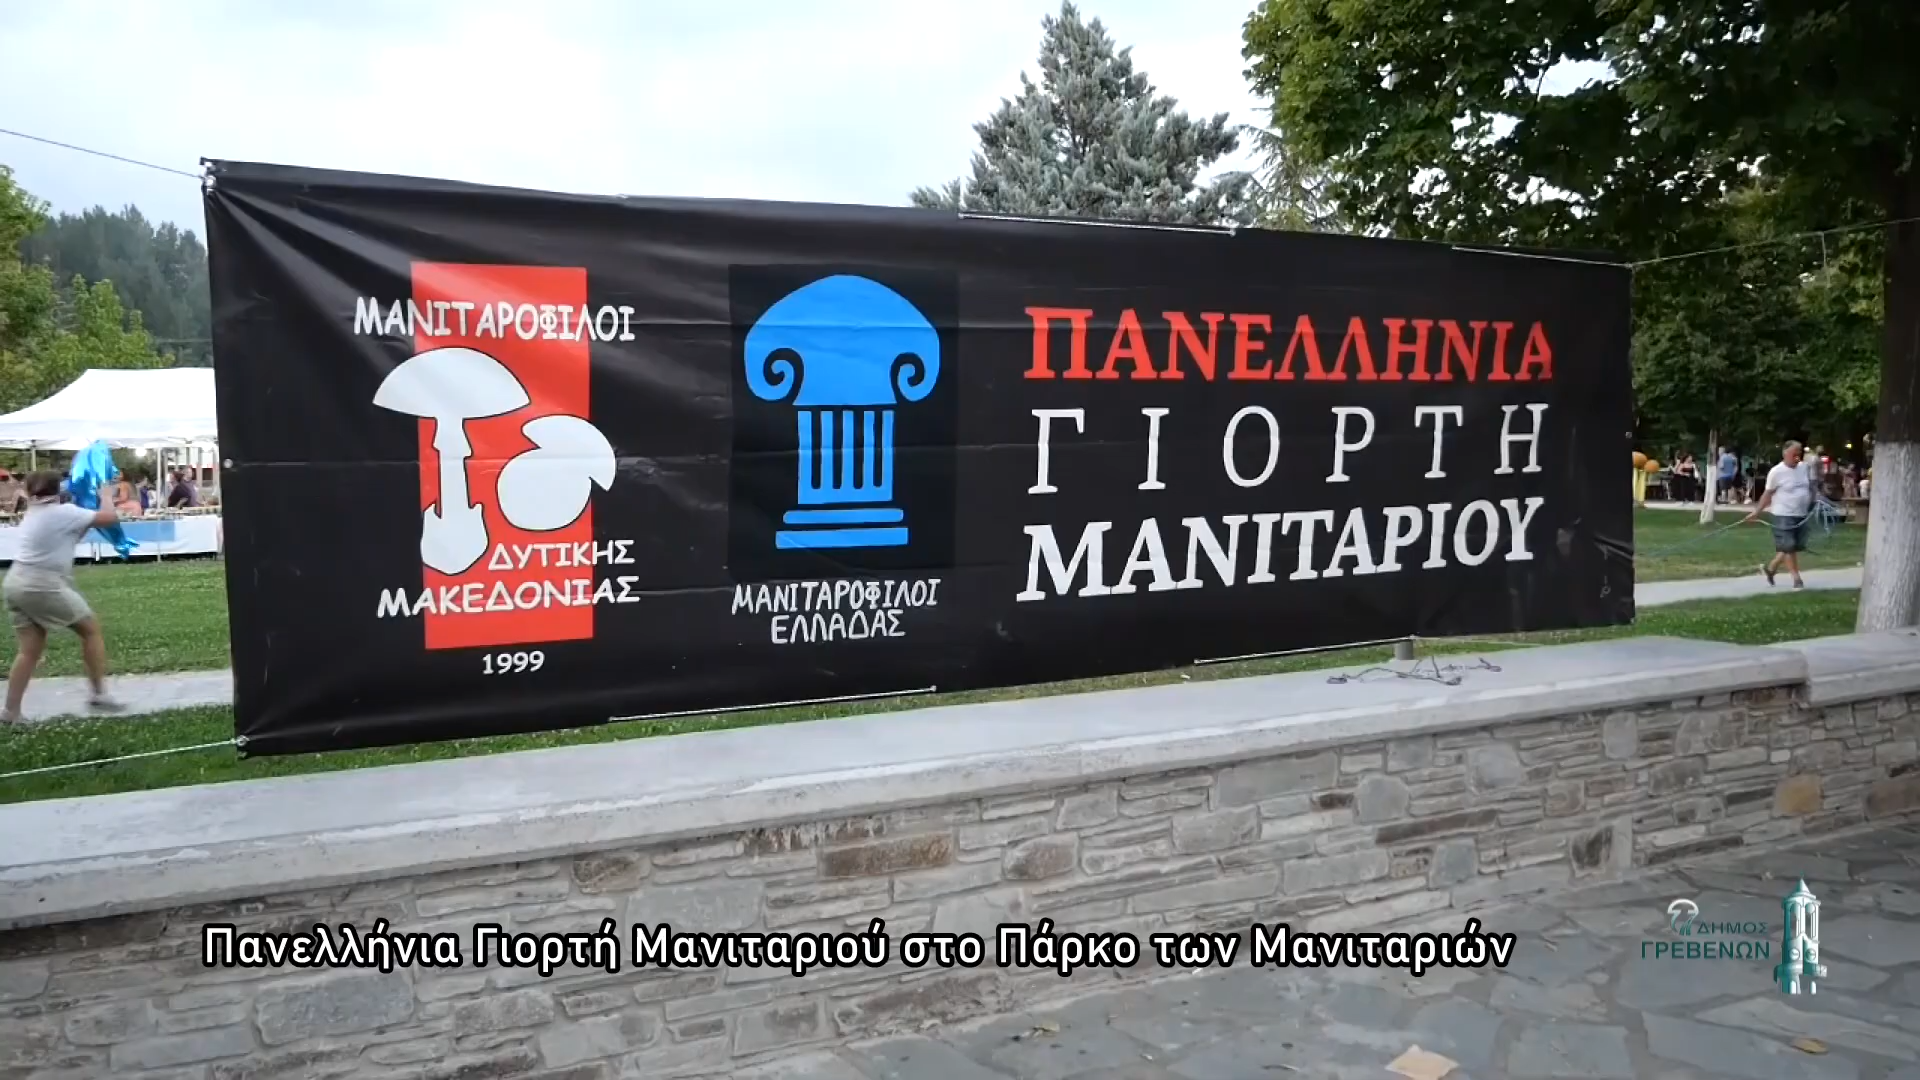 ΜΑΝΙΤΑΡΟΦΙΛΟΙ
ΔΥΤΙΚΗΣ
ΜΑΚΕΔΟΝΙΑΣ
1999
ΜΑΝΙΤΑΡΟΦΙΛΟΙ
ΕΛΛΑΔΑΣ
ΠΑΝΕΛΛΗΝΙΑ
ΓΙΟΡΤΗ
ΜΑΝΙΤΑΡΙΟΥ
Πανελλήνια Γιορτή Μανιταριού στο Πάρκο των Μανιταριών
ΔΗΜΟΣ
ΓΡΕΒΕΝΩΝ